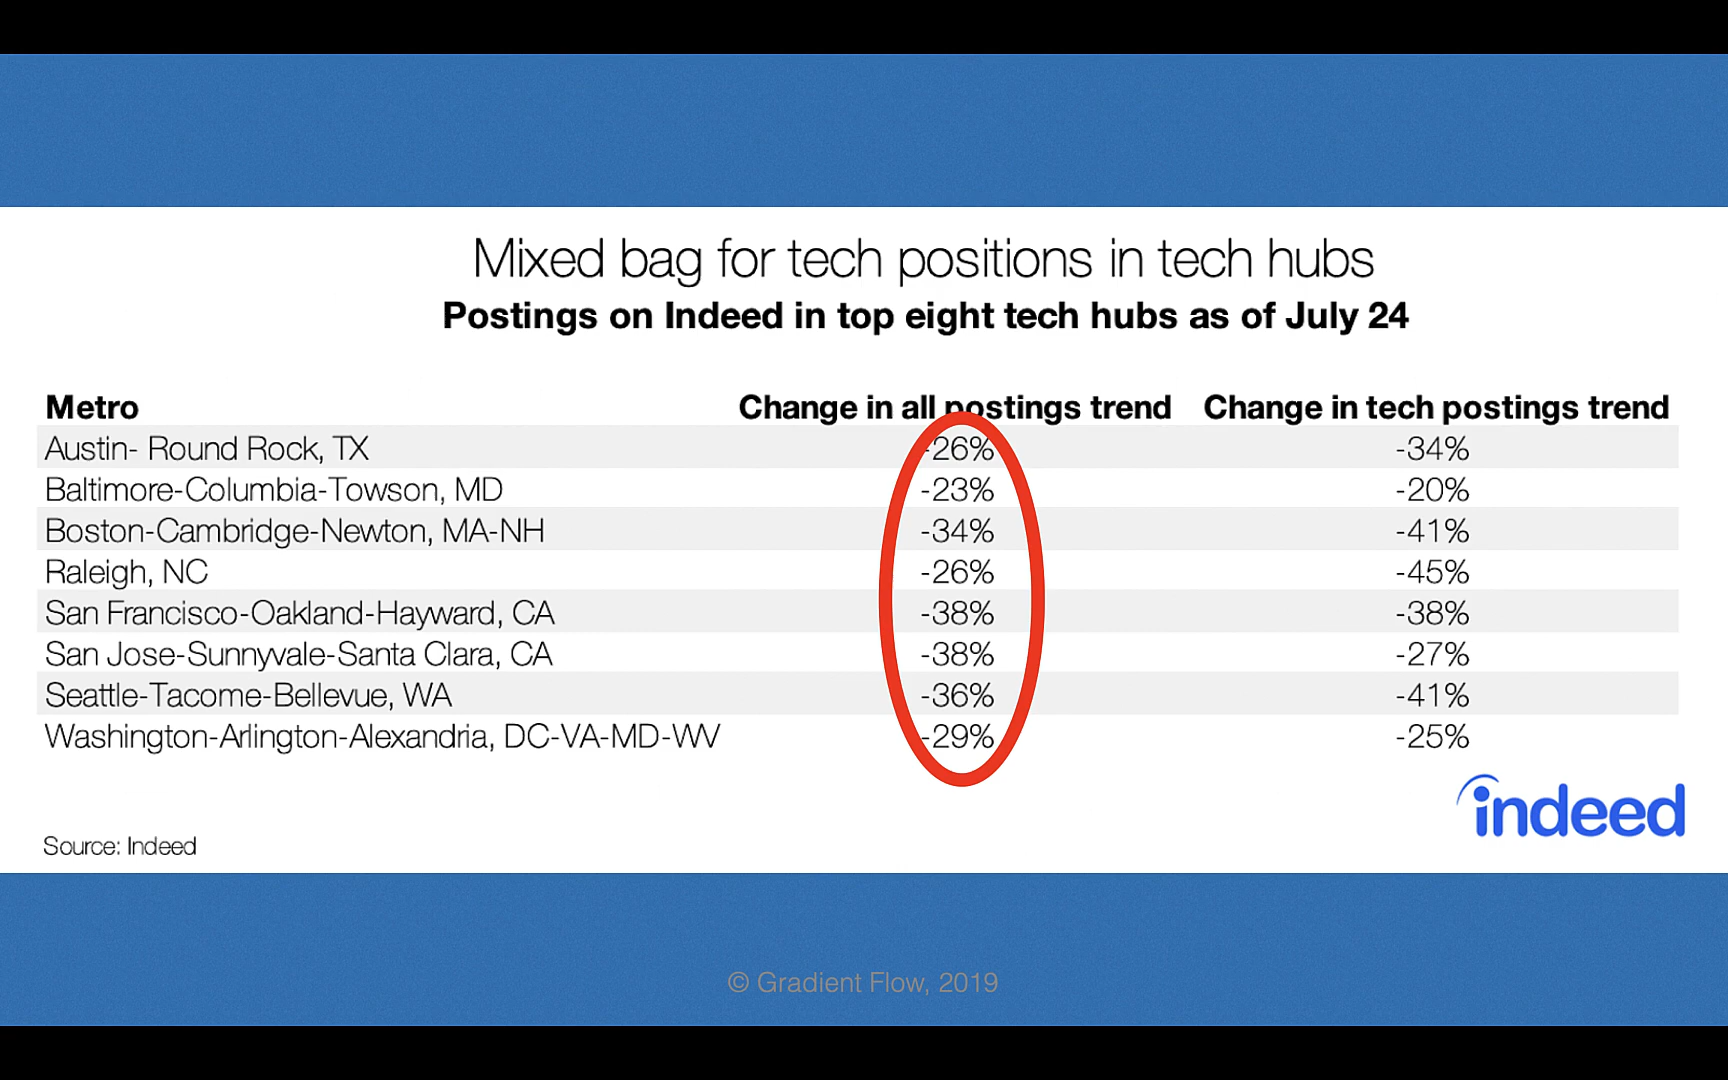 Mixed bag for tech positions in tech hubs
Postings on Indeed in top eight tech hubs as of July 24
Metro Change in all postings trend Change in tech postings trend
Austin- Round Rock, TX -26% -34%
Baltimore-Columbia-Towson, MD -23% -20%
Boston-Cambridge-Newton, MA-NH -34% -41%
Raleigh, NC -26% -45%
San Francisco-Oakland-Hayward, CA -38% -38%
San Jose-Sunnyvale-Santa Clara, CA -38% -27%
Seattle-Tacome-Bellevue, WA -36% -41%
Washington-Arlington-Alexandria, DC-VA-MD-WV -29% -25%
indeed
Source: Indeed
© Gradient Flow, 2019